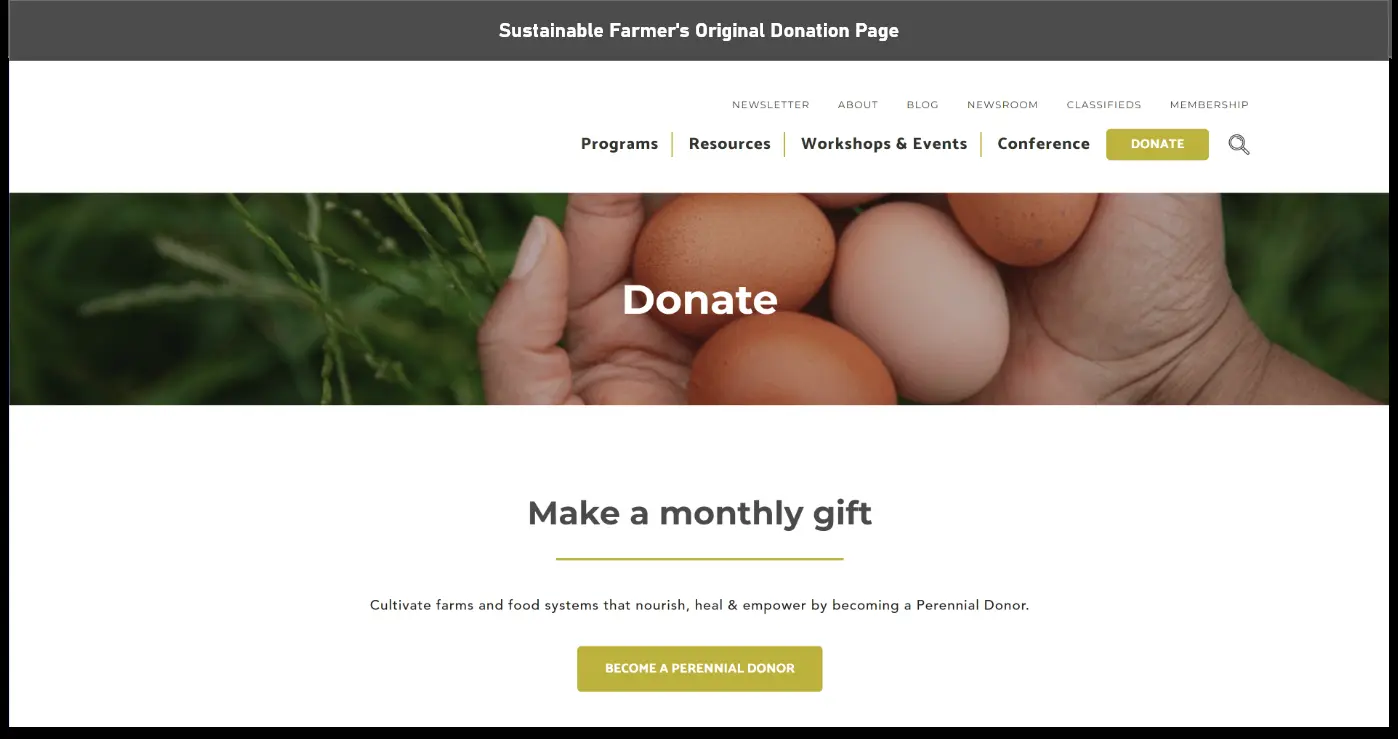 Sustainable Farmer's Original Donation Page
NEWSLETTER ABOUT BLOG NEWSROOM CLASSIFIEDS MEMBERSHIP
Programs Resources Workshops & Events Conference DONATE
Donate
Make a monthly gift
Cultivate farms and food systems that nourish, heal & empower by becoming a Perennial Donor.
BECOME A PERENNIAL DONOR